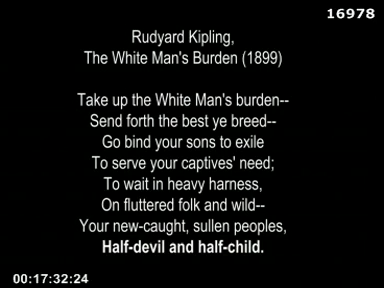 16978
Rudyard Kipling,
The White Man's Burden (1899)
Take up the White Man's burden--
Send forth the best ye breed--
Go bind your sons to exile
To serve your captives' need;
To wait in heavy harness,
On fluttered folk and wild--
Your new-caught, sullen peoples,
Half-devil and half-child.
00:17:32:24